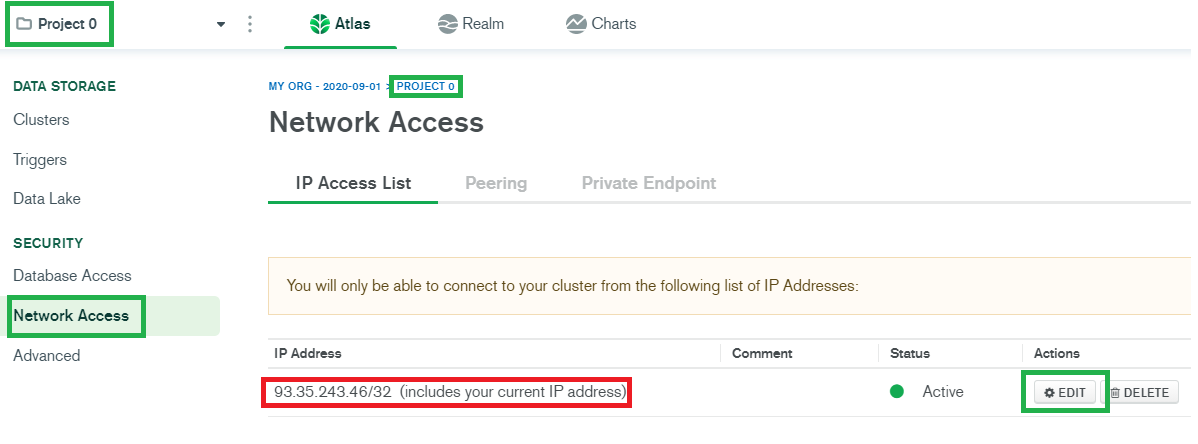 Project 0
Atlas
Realm
Charts
DATA STORAGE
Clusters
Triggers
Data Lake
SECURITY
Database Access
Network Access
Advanced
MY ORG - 2020-09-01 > PROJECT 0
Network Access
IP Access List
Peering
Private Endpoint
You will only be able to connect to your cluster from the following list of IP Addresses:
IP Address
Comment
Status
Actions
93.35.243.46/32 (includes your current IP address)
Active
EDIT
DELETE